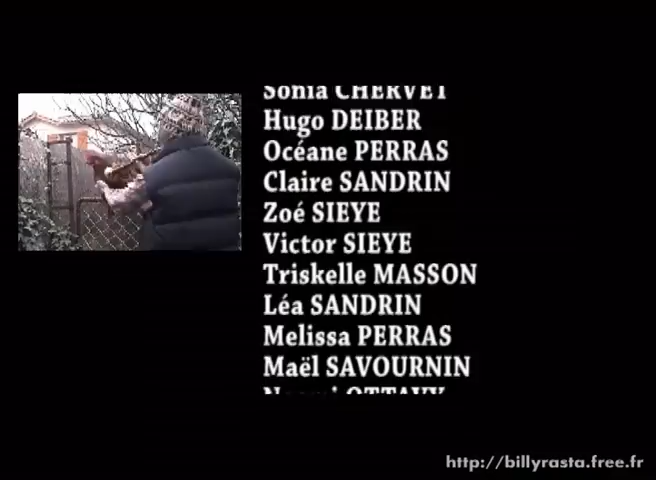 Sonia CHERVET
Hugo DEIBER
Océane PERRAS
Claire SANDRIN
Zoé SIEYE
Victor SIEYE
Triskelle MASSON
Léa SANDRIN
Melissa PERRAS
Maël SAVOURNIN
http://billyrasta.free.fr